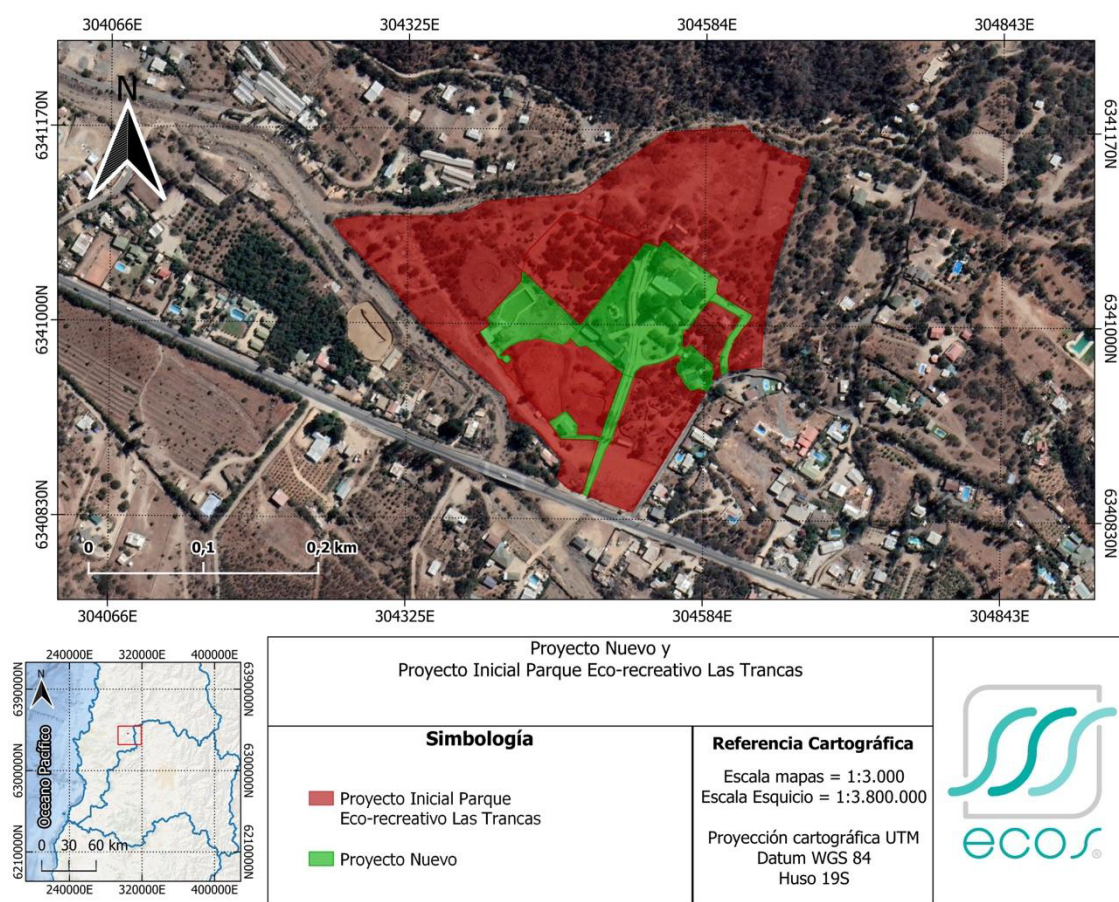 304066E 304325E 304584E 304843E
N
6341170N 6341170N
6341000N 6341000N
6340830N 6340830N
0 0,1 0,2 km
304066E 304325E 304584E 304843E
240000E 320000E 400000E
N
6390000N 6390000N
Oceano Pacífico
6300000N 6300000N
6210000N 6210000N
0 30 60 km
240000E 320000E 400000E
Proyecto Nuevo y
Proyecto Inicial Parque Eco-recreativo Las Trancas
Simbología
Proyecto Inicial Parque
Eco-recreativo Las Trancas
Proyecto Nuevo
Referencia Cartográfica
Escala mapas = 1:3.000
Escala Esquicio = 1:3.800.000
Proyección cartográfica UTM
Datum WGS 84
Huso 19S
ecos®